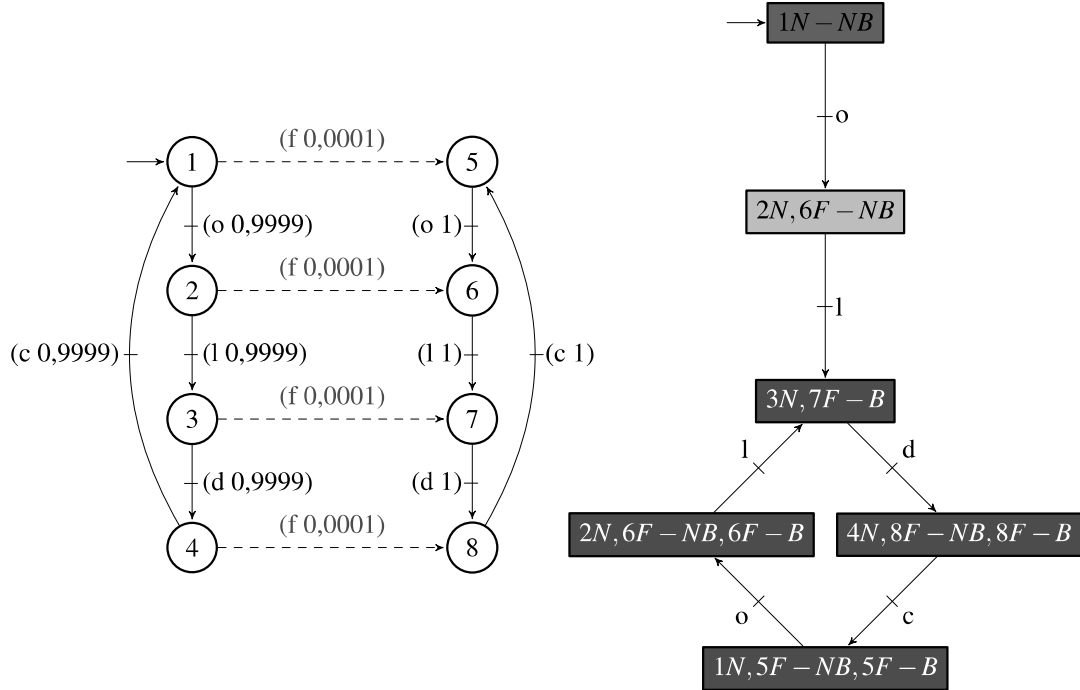 1
(f 0,0001)
5
(o 0,9999)
(o 1)
2
(f 0,0001)
6
(c 0,9999)
(l 0,9999)
(l 1)
(c 1)
3
(f 0,0001)
7
(d 0,9999)
(d 1)
4
(f 0,0001)
8
1N − NB
o
2N, 6F − NB
l
3N, 7F − B
l
d
2N, 6F − NB, 6F − B
4N, 8F − NB, 8F − B
o
c
1N, 5F − NB, 5F − B